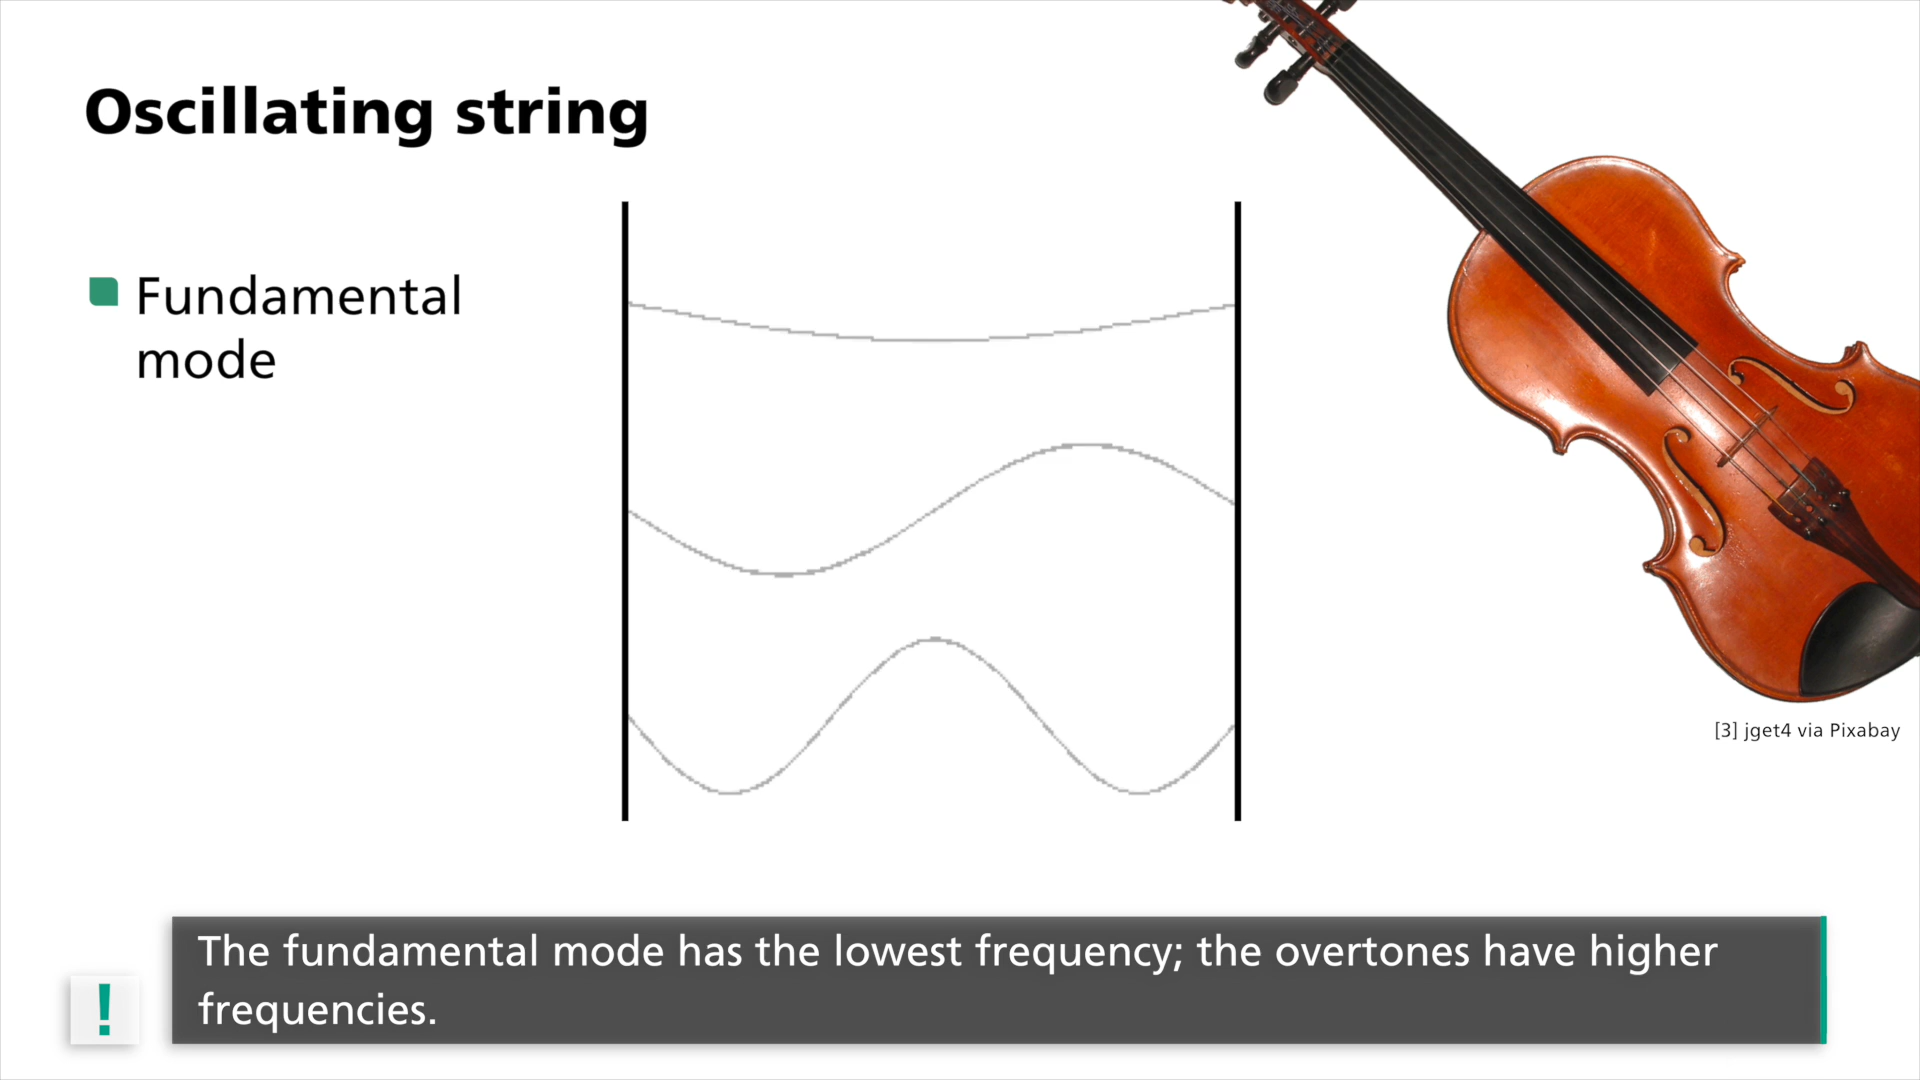 Oscillating string
Fundamental
mode
[3] jget4 via Pixabay
The fundamental mode has the lowest frequency; the overtones have higher
frequencies.
!